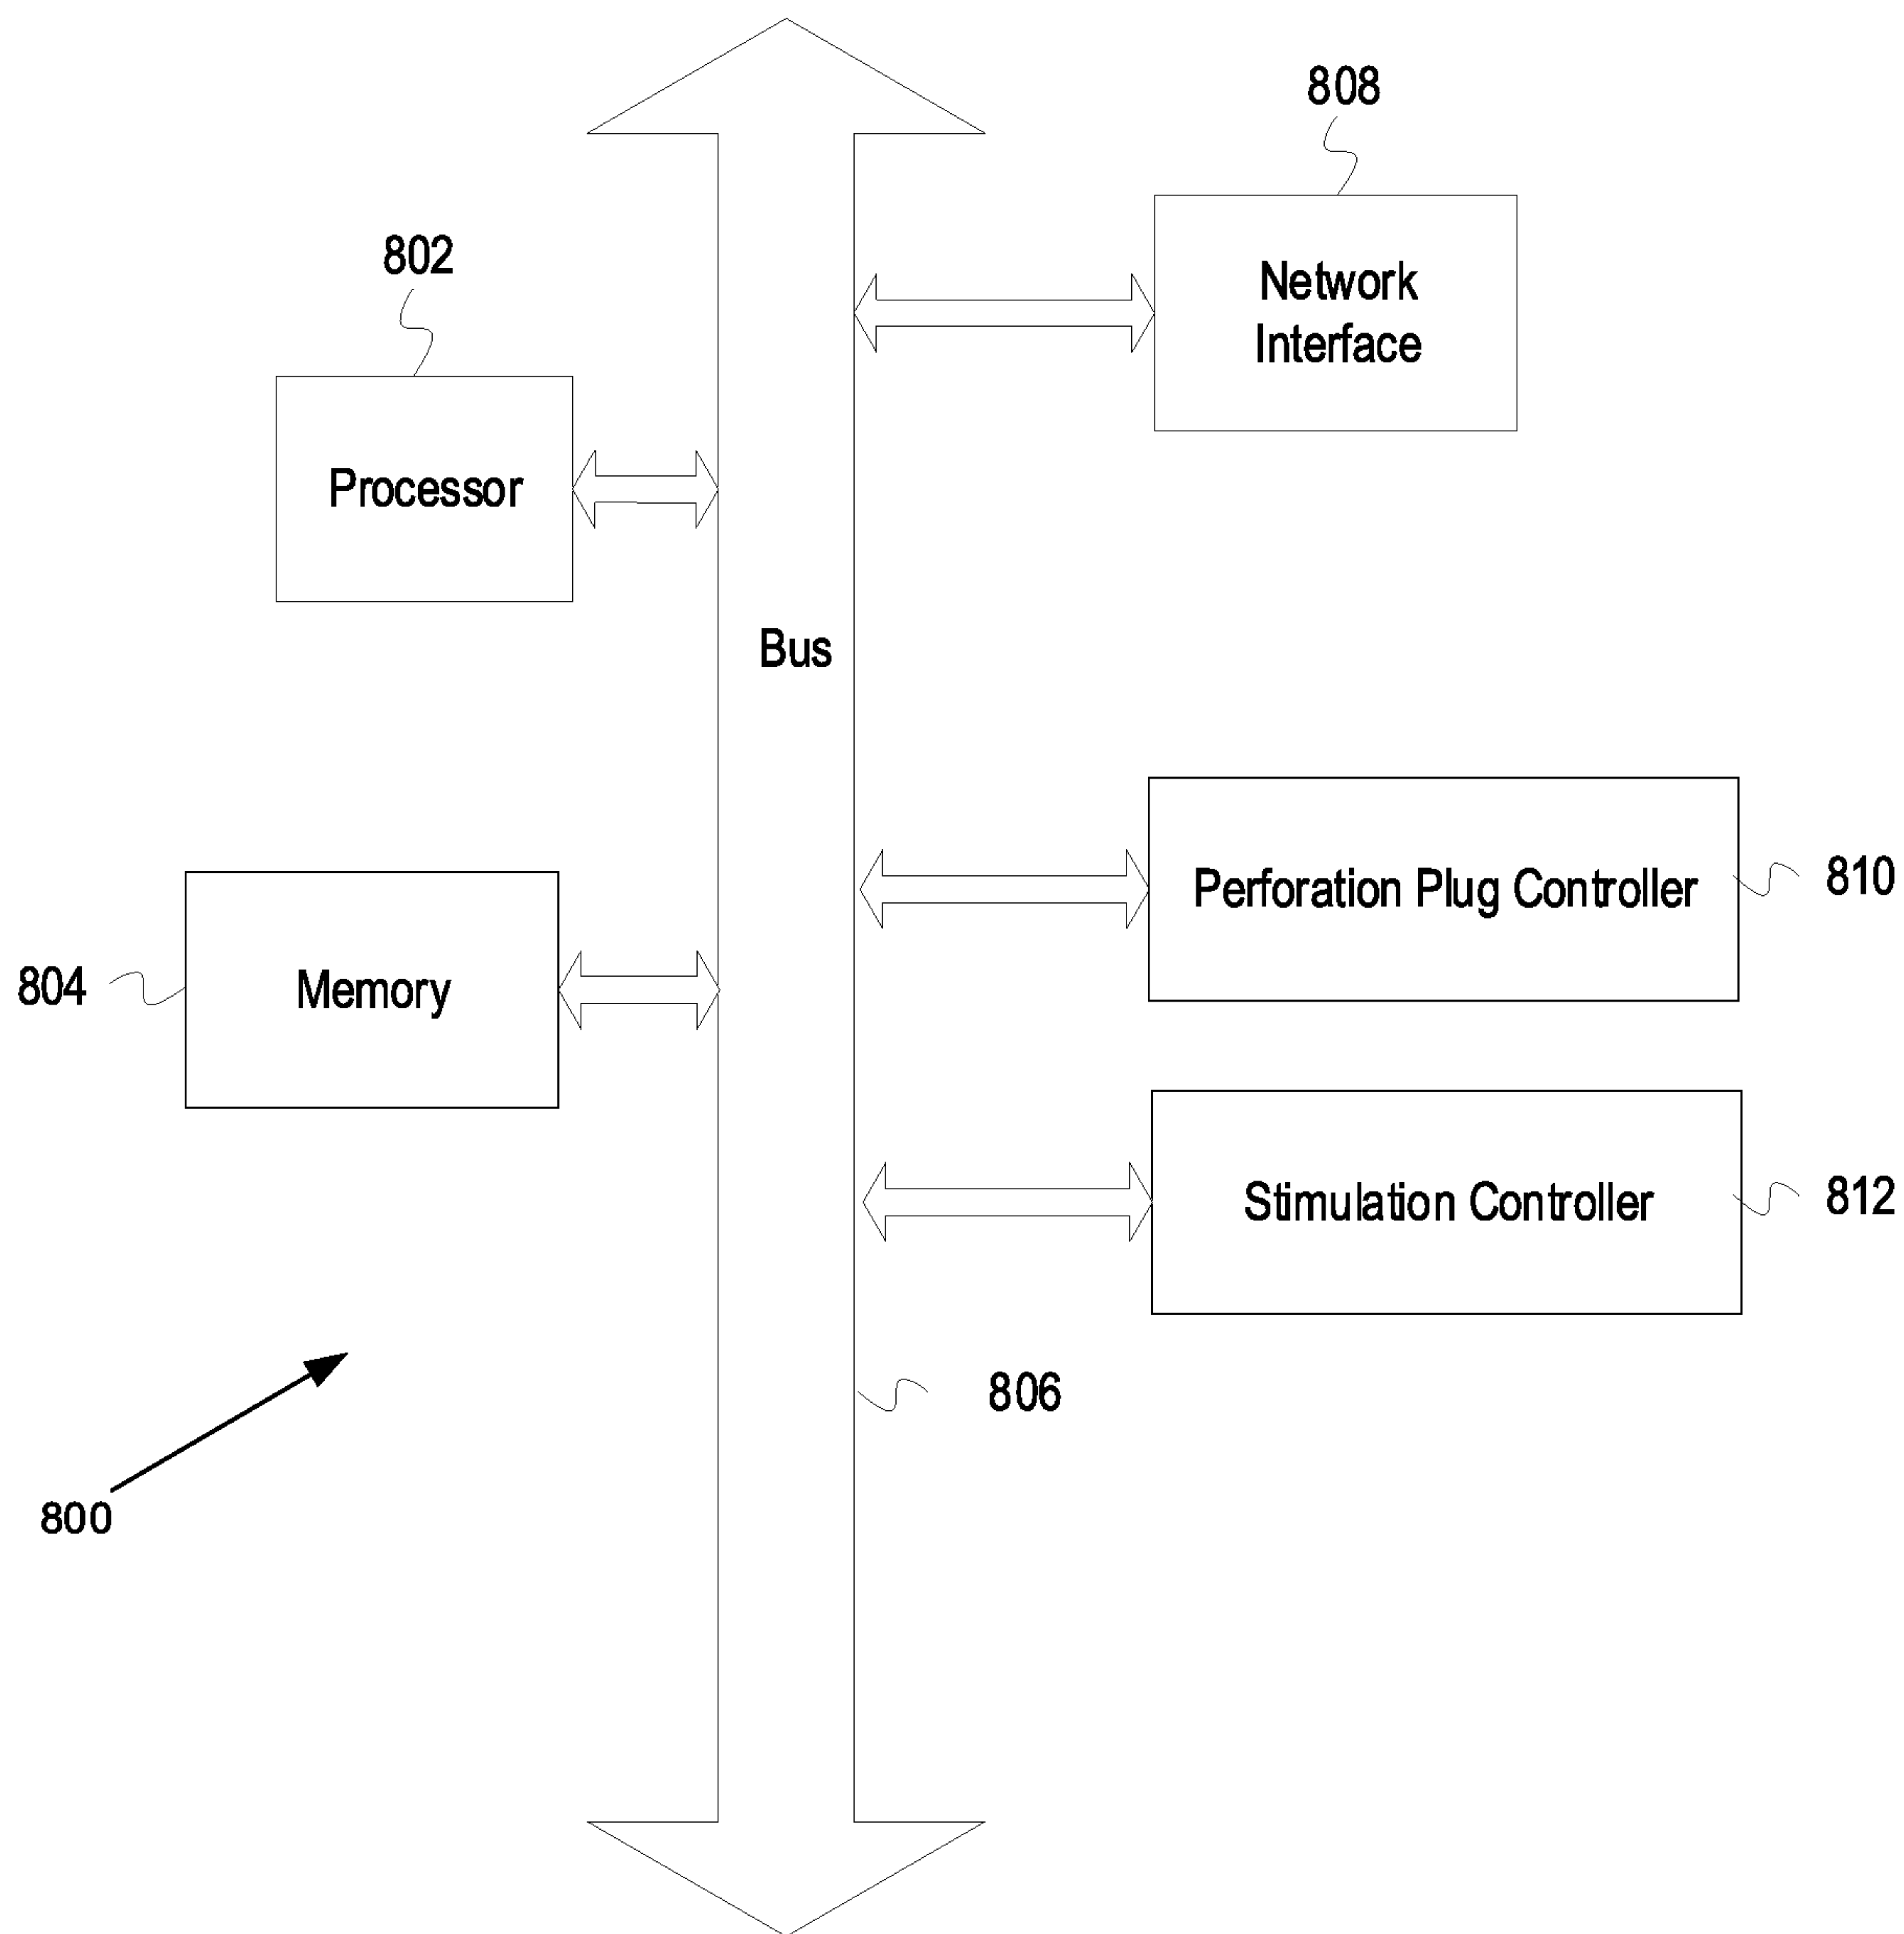 808
802
Network
Interface
Processor
Bus
Perforation Plug Controller
810
804
Memory
Stimulation Controller
812
806
800